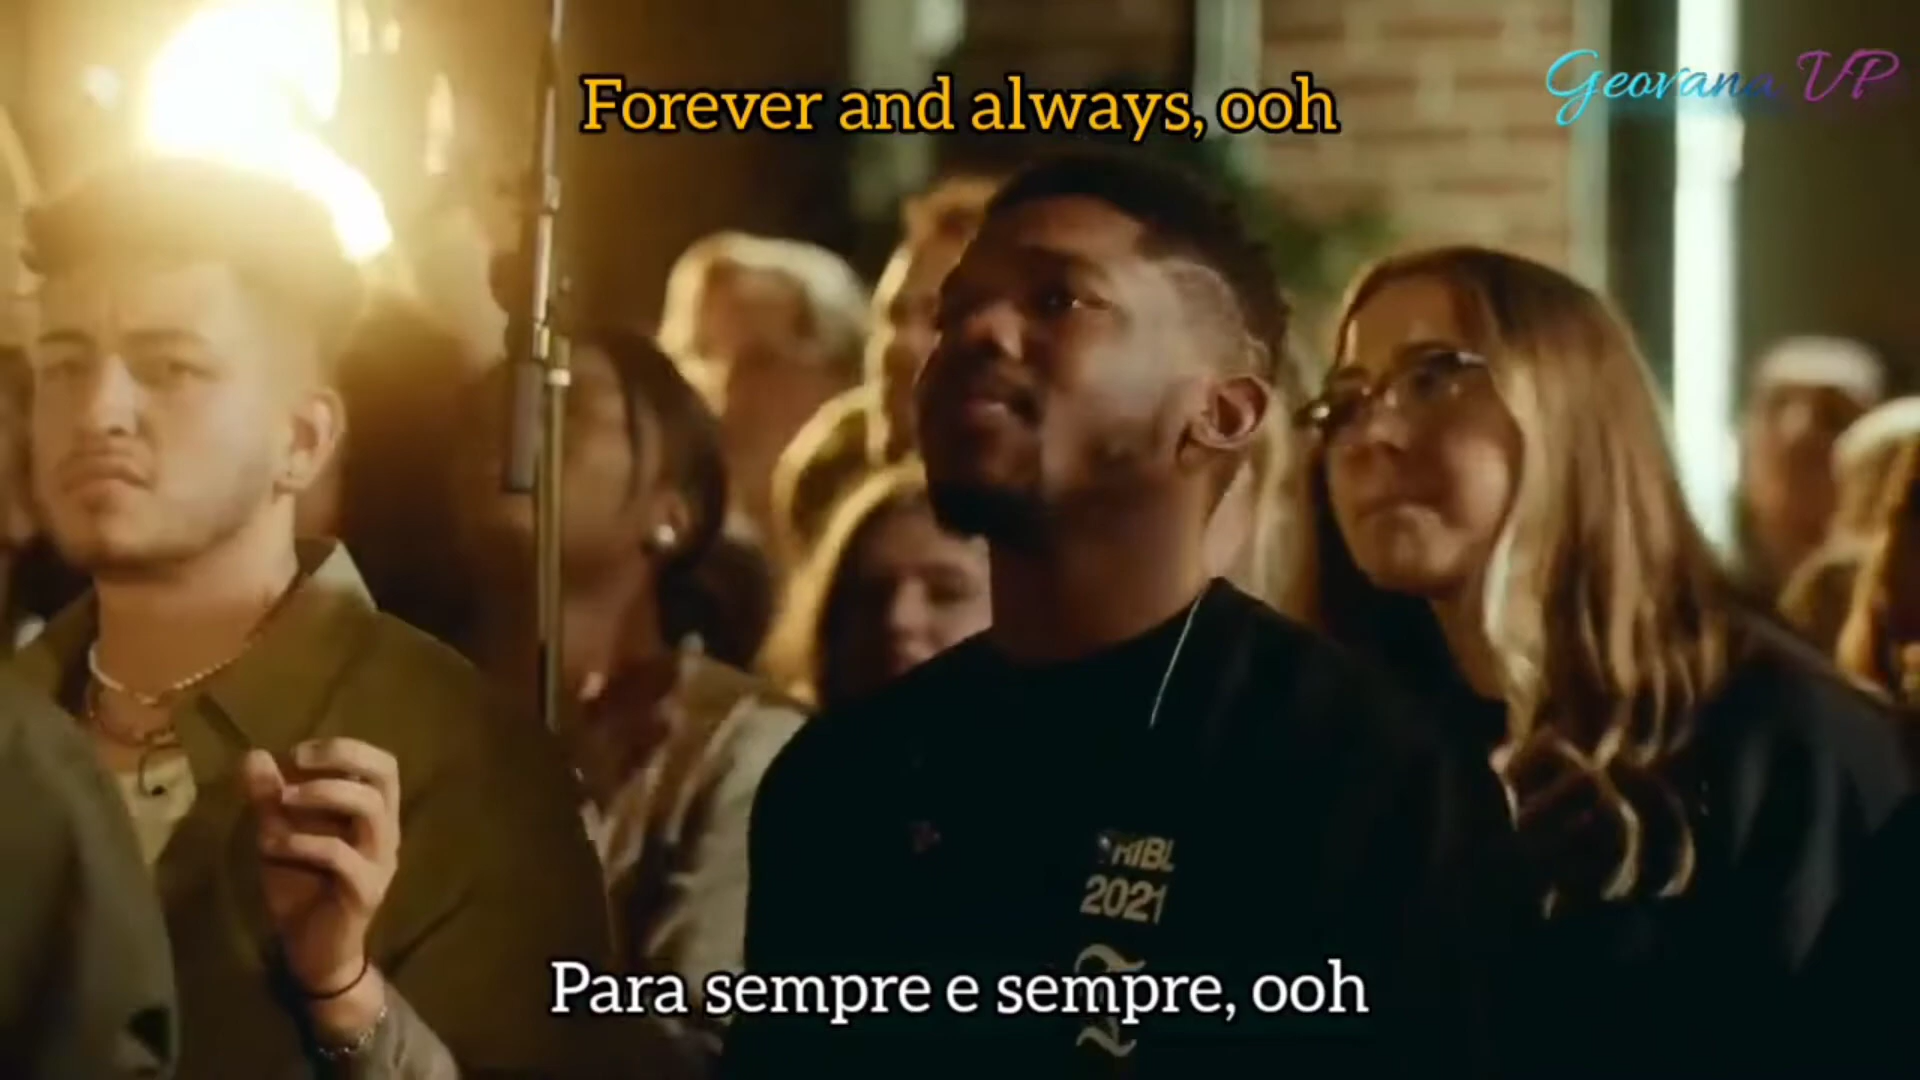 Forever and always, ooh
Geovana VP
2021
Para sempre e sempre, ooh